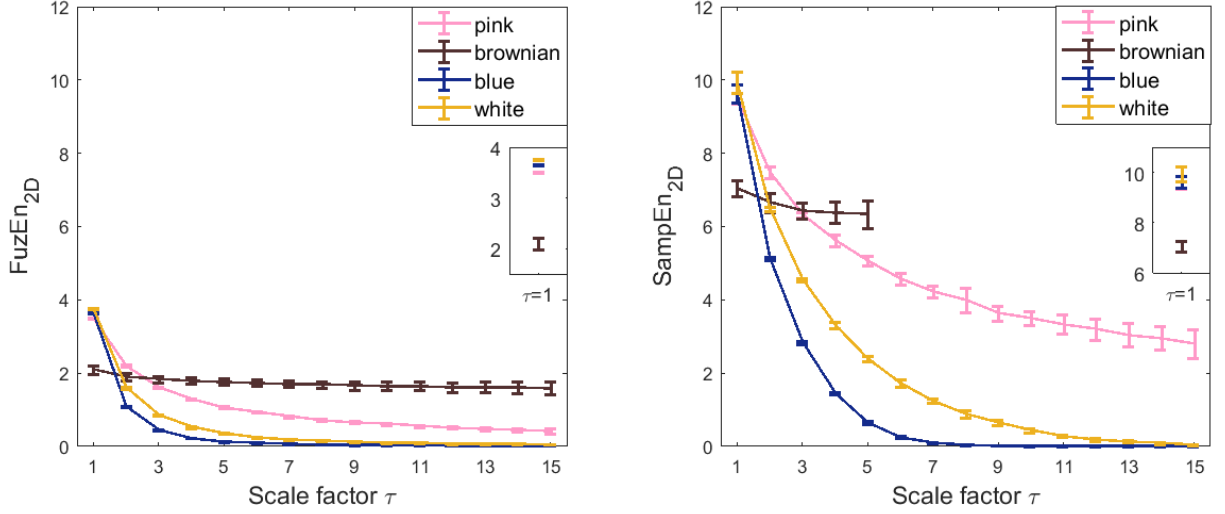 12
10
8
6
4
2
0
FuzEn2D
1 3 5 7 9 11 13 15
Scale factor τ
pink
brownian
blue
white
4
3
2
τ=1
12
10
8
6
4
2
0
SampEn2D
1 3 5 7 9 11 13 15
Scale factor τ
pink
brownian
blue
white
10
8
6
τ=1